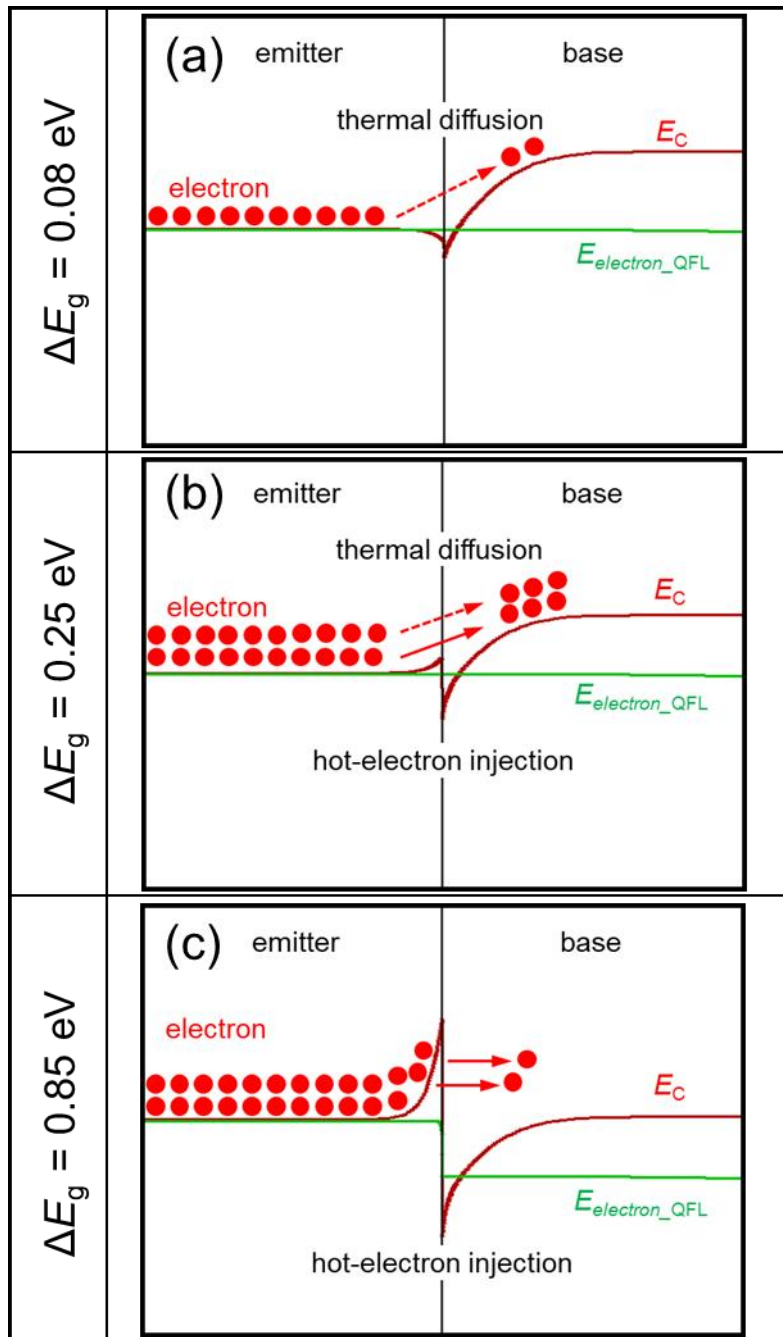 ΔEg = 0.08 eV
(a)
emitter
base
thermal diffusion
electron
EC
Eelectron_QFL
ΔEg = 0.25 eV
(b)
emitter
base
thermal diffusion
electron
EC
Eelectron_QFL
hot-electron injection
ΔEg = 0.85 eV
(c)
emitter
base
electron
EC
Eelectron_QFL
hot-electron injection